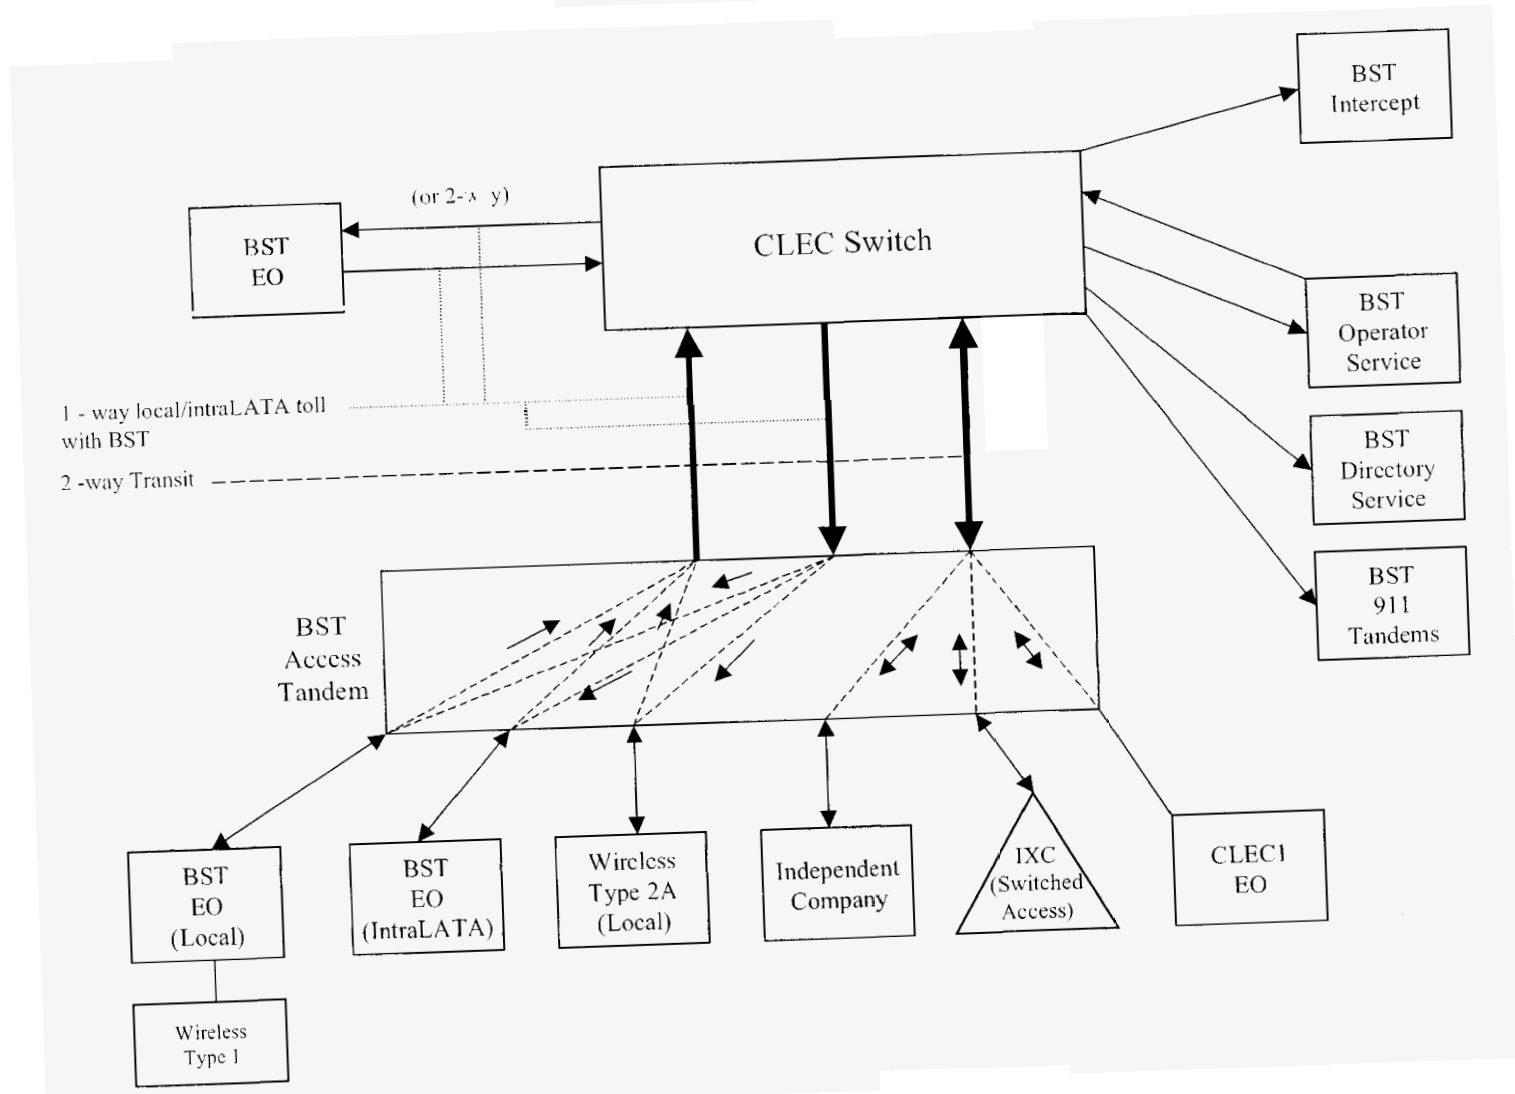 BST
Intercept
(or 2-
CLEC Switch
BST
EO
BST
Operator
Service
1 - way local/intraLATA toll
with BST
2 -way Transit
BST
Directory
Service
BST
911
Tandems
BST
Access
Tandem
BST
EO
(Local)
BST
EO
(IntraLATA)
Wireless
Type 2A
(Local)
Independent
Company
IXC
(Switched
Access)
CLEC1
EO
Wireless
Type 1